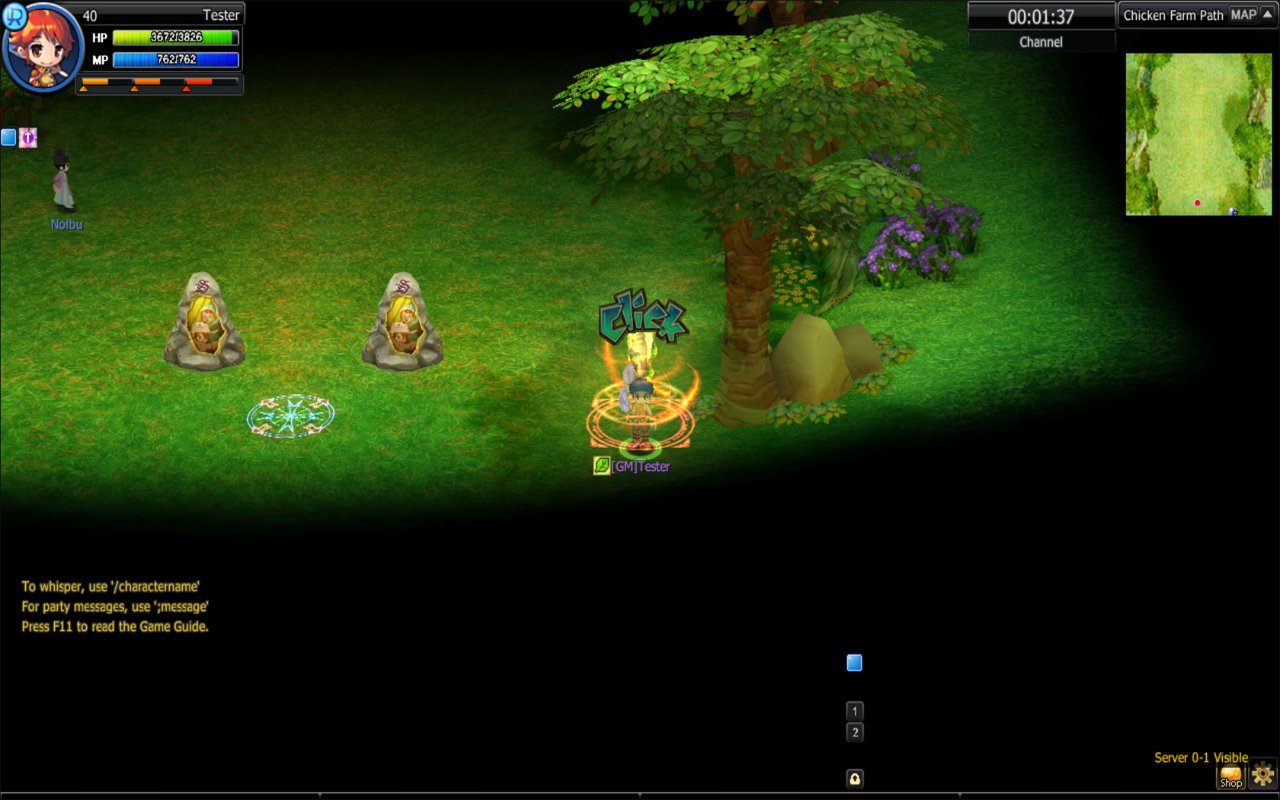 40 Tester
HP 3672/3826
MP 762/762
00:01:37
Channel
Chicken Farm Path MAP
Nolbu
S
S
Click
[GM]Tester
To whisper, use '/charactername'
For party messages, use ';message'
Press F11 to read the Game Guide.
1
2
Server 0-1 Visible
Shop